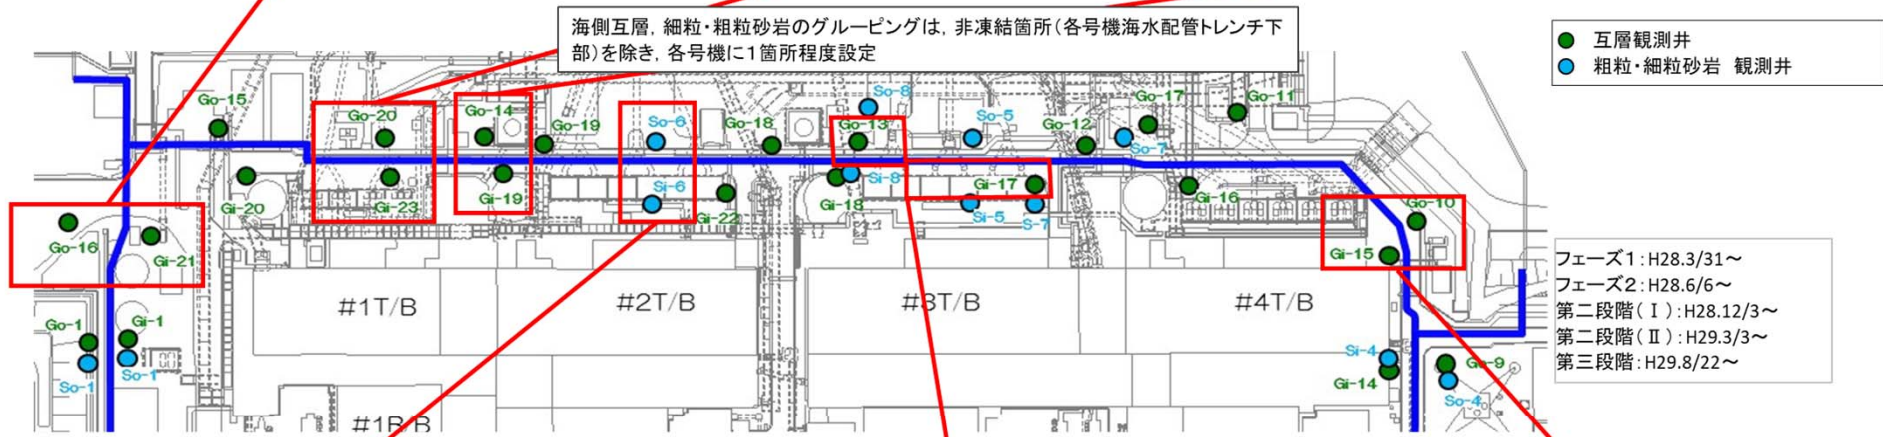 海側互層，細粒・粗粒砂岩のグルーピングは，非凍結箇所（各号機海水配管トレンチ下
部）を除き，各号機に１箇所程度設定
互層観測井
粗粒・細粒砂岩　観測井
So-8
Go-15
Go-20
Go-14
Go-19
So-6
Go-18
Go-13
So-5
Go-12
Go-17
So-7
Go-11
Gi-20
Gi-23
Gi-19
Si-6
Gi-22
Gi-18
Si-8
Gi-17
Si-5
S-7
Gi-16
Go-10
Go-16
Gi-21
Gi-15
フェーズ１：H28.3/31～
フェーズ２：H28.6/6～
第二段階（Ⅰ）：H28.12/3～
第二段階（Ⅱ）：H29.3/3～
第三段階：H29.8/22～
#1T/B
#2T/B
#3T/B
#4T/B
Go-1
Gi-1
So-1
So-1
Si-4
Gi-14
Go-9
So-4
#1R/B